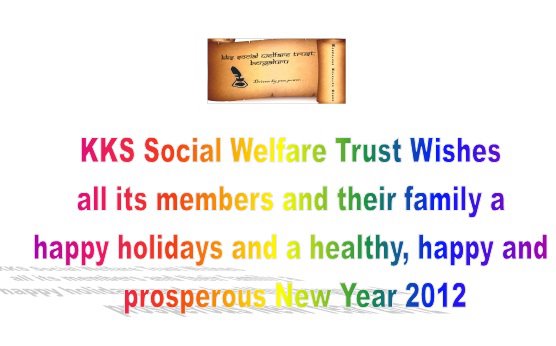 kks social welfare trust
bengaluru
KKS Social Welfare Trust Wishes
all its members and their family a
happy holidays and a healthy, happy and
prosperous New Year 2012